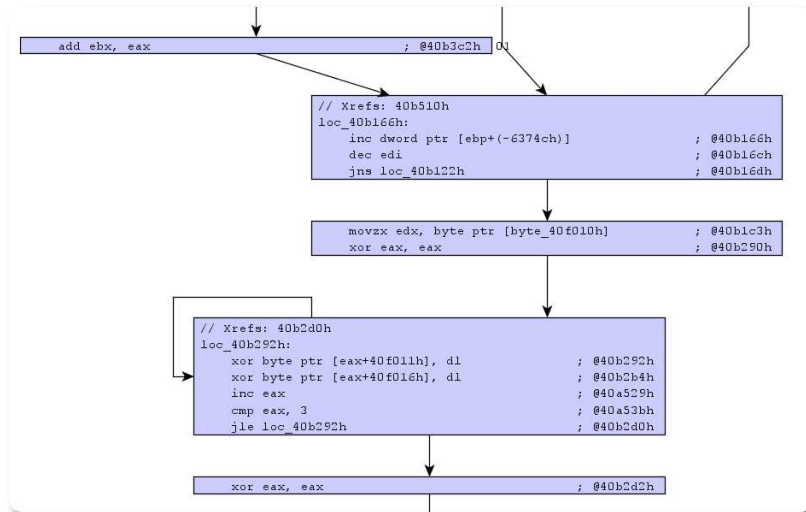 add ebx, eax ; @40b3c2h 01
// Xrefs: 40b510h
loc_40b166h:
inc dword ptr [ebp+(-6374ch)] ; @40b166h
dec edi ; @40b16ch
jns loc_40b122h ; @40b16dh
movzx edx, byte ptr [byte_40f010h] ; @40b1c3h
xor eax, eax ; @40b290h
// Xrefs: 40b2d0h
loc_40b292h:
xor byte ptr [eax+40f011h], dl ; @40b292h
xor byte ptr [eax+40f016h], dl ; @40b2b4h
inc eax ; @40a529h
cmp eax, 3 ; @40a53bh
jle loc_40b292h ; @40b2d0h
xor eax, eax ; @40b2d2h